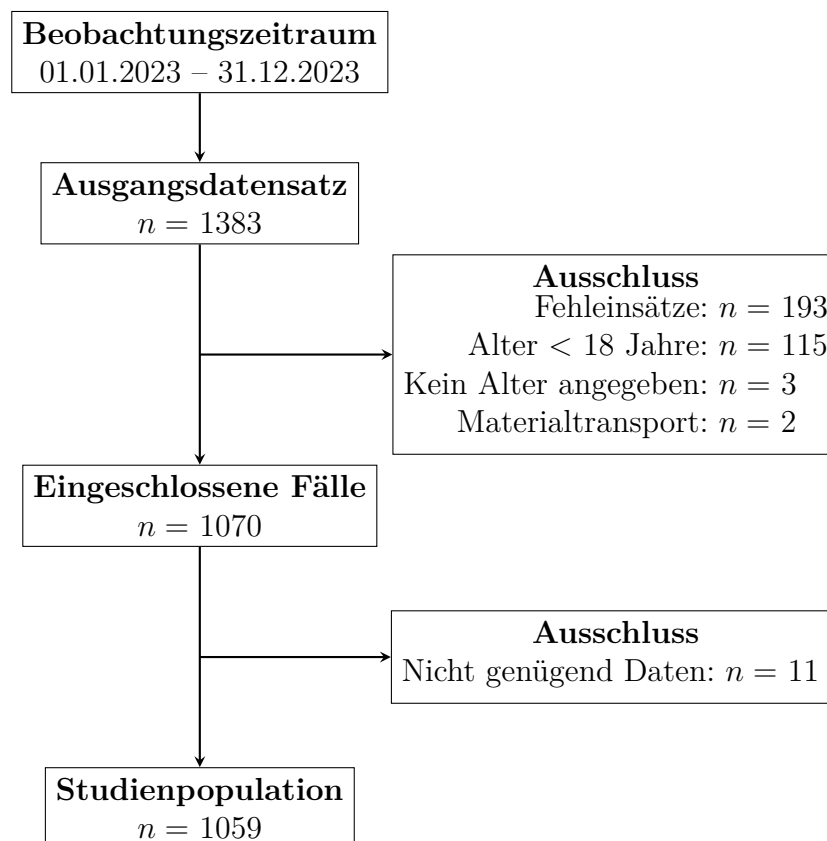 Beobachtungszeitraum
01.01.2023 – 31.12.2023
Ausgangsdatensatz
n = 1383
Ausschluss
Fehleinsätze: n = 193
Alter < 18 Jahre: n = 115
Kein Alter angegeben: n = 3
Materialtransport: n = 2
Eingeschlossene Fälle
n = 1070
Ausschluss
Nicht genügend Daten: n = 11
Studienpopulation
n = 1059